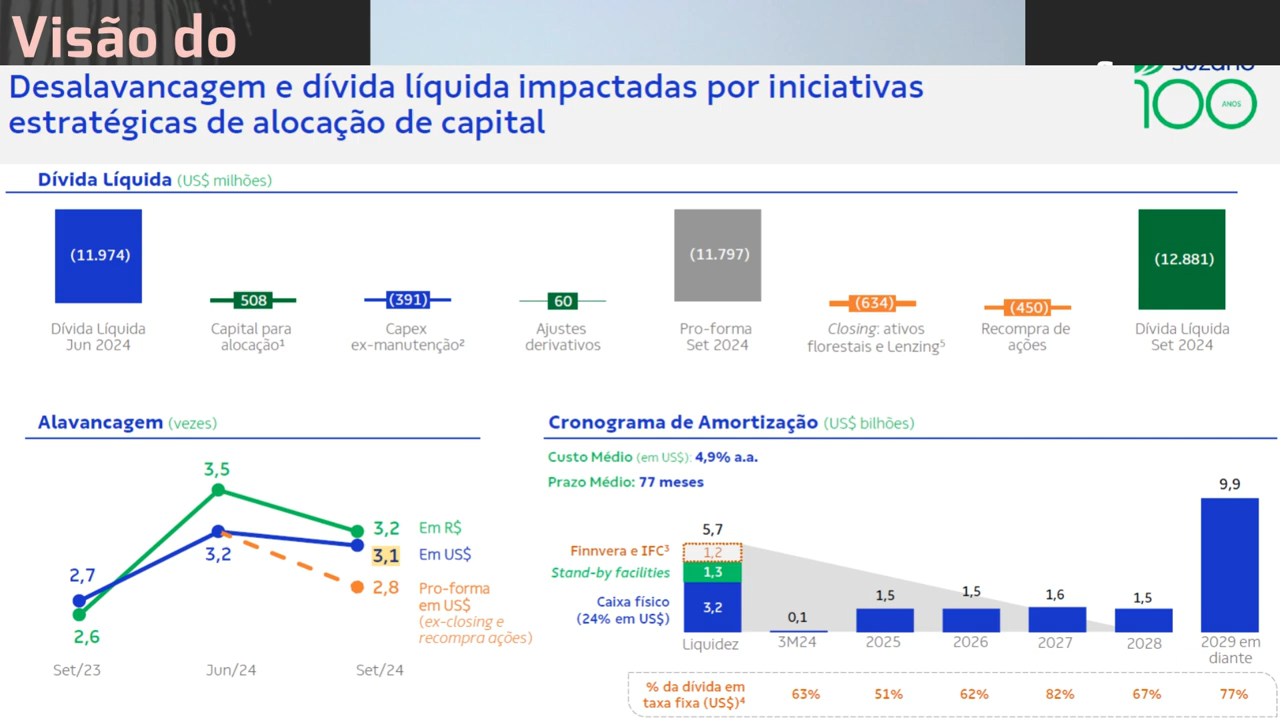 Visão do
Desalavancagem e dívida líquida impactadas por iniciativas
estratégicas de alocação de capital
suzano
100
ANOS
Dívida Líquida (US$ milhões)
(11.974)
508
(391)
60
(11.797)
(634)
(450)
(12.881)
Dívida Líquida
Jun 2024
Capital para
alocação¹
Capex
ex-manutenção²
Ajustes
derivativos
Pro-forma
Set 2024
Closing: ativos
florestais e Lenzing⁵
Recompra de
ações
Dívida Líquida
Set 2024
Alavancagem (vezes)
3,5
2,7
2,6
3,2
3,2 Em R$
3,1 Em US$
2,8 Pro-forma
em US$
(ex-closing e
recompra ações)
Set/23
Jun/24
Set/24
Cronograma de Amortização (US$ bilhões)
Custo Médio (em US$): 4,9% a.a.
Prazo Médio: 77 meses
5,7
Finnvera e IFC³ 1,2
Stand-by facilities 1,3
Caixa físico
(24% em US$)
3,2
0,1
1,5
1,5
1,6
1,5
9,9
Liquidez
3M24
2025
2026
2027
2028
2029 em
diante
% da dívida em
taxa fixa (US$)⁴
63%
51%
62%
82%
67%
77%